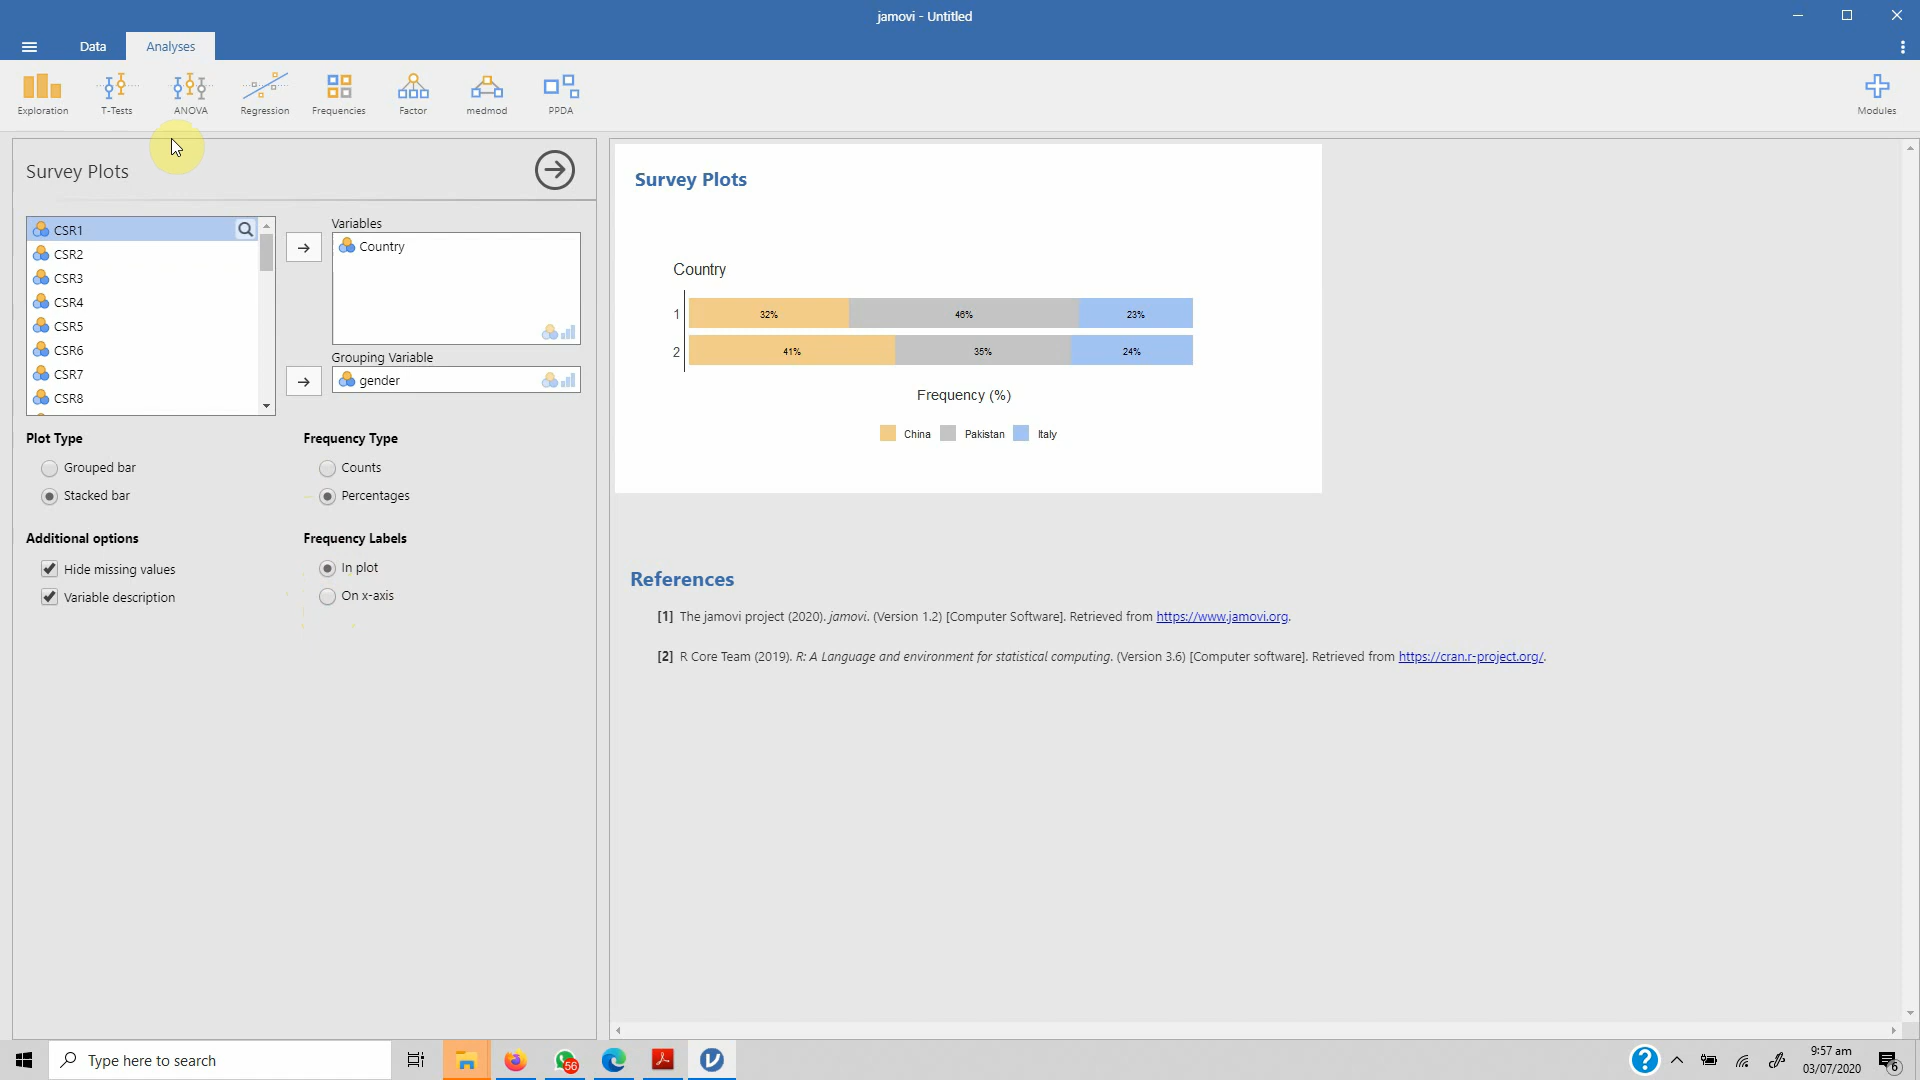 jamovi - Untitled
Data
Analyses
Exploration
T-Tests
ANOVA
Regression
Frequencies
Factor
medmod
PPDA
Modules
Survey Plots
CSR1
CSR2
CSR3
CSR4
CSR5
CSR6
CSR7
CSR8
Variables
Country
Grouping Variable
gender
Plot Type
Grouped bar
Stacked bar
Frequency Type
Counts
Percentages
Additional options
Hide missing values
Variable description
Frequency Labels
In plot
On x-axis
Survey Plots
Country
1 32% 46% 23%
2 41% 35% 24%
Frequency (%)
China Pakistan Italy
References
[1] The jamovi project (2020). jamovi. (Version 1.2) [Computer Software]. Retrieved from https://www.jamovi.org.
[2] R Core Team (2019). R: A Language and environment for statistical computing. (Version 3.6) [Computer software]. Retrieved from https://cran.r-project.org/.
Type here to search
56
9:57 am
03/07/2020
6